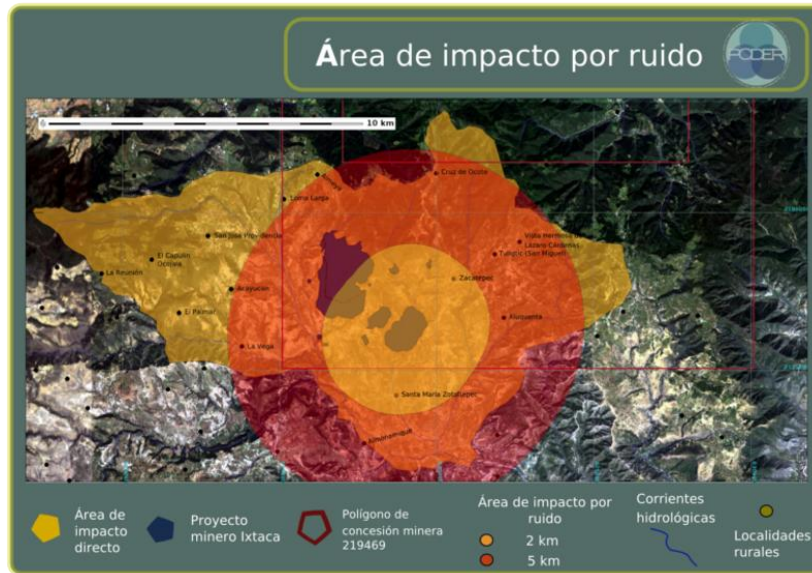 Área de impacto por ruido
PODER
10 km
Cruz de Ocote
Loma Larga
San José Providencia
Vista Hermosa de
Lázaro Cárdenas
Tuligtic (San Miguel)
El Capulín
Ocojala
La Reunión
Zacatepec
Acayucan
El Palmar
Aluquenta
La Vega
Santa María Zotoltepec
Área de
impacto
directo
Proyecto
minero Ixtaca
Polígono de
concesión minera
219469
Área de impacto por
ruido
2 km
5 km
Corrientes
hidrológicas
Localidades
rurales